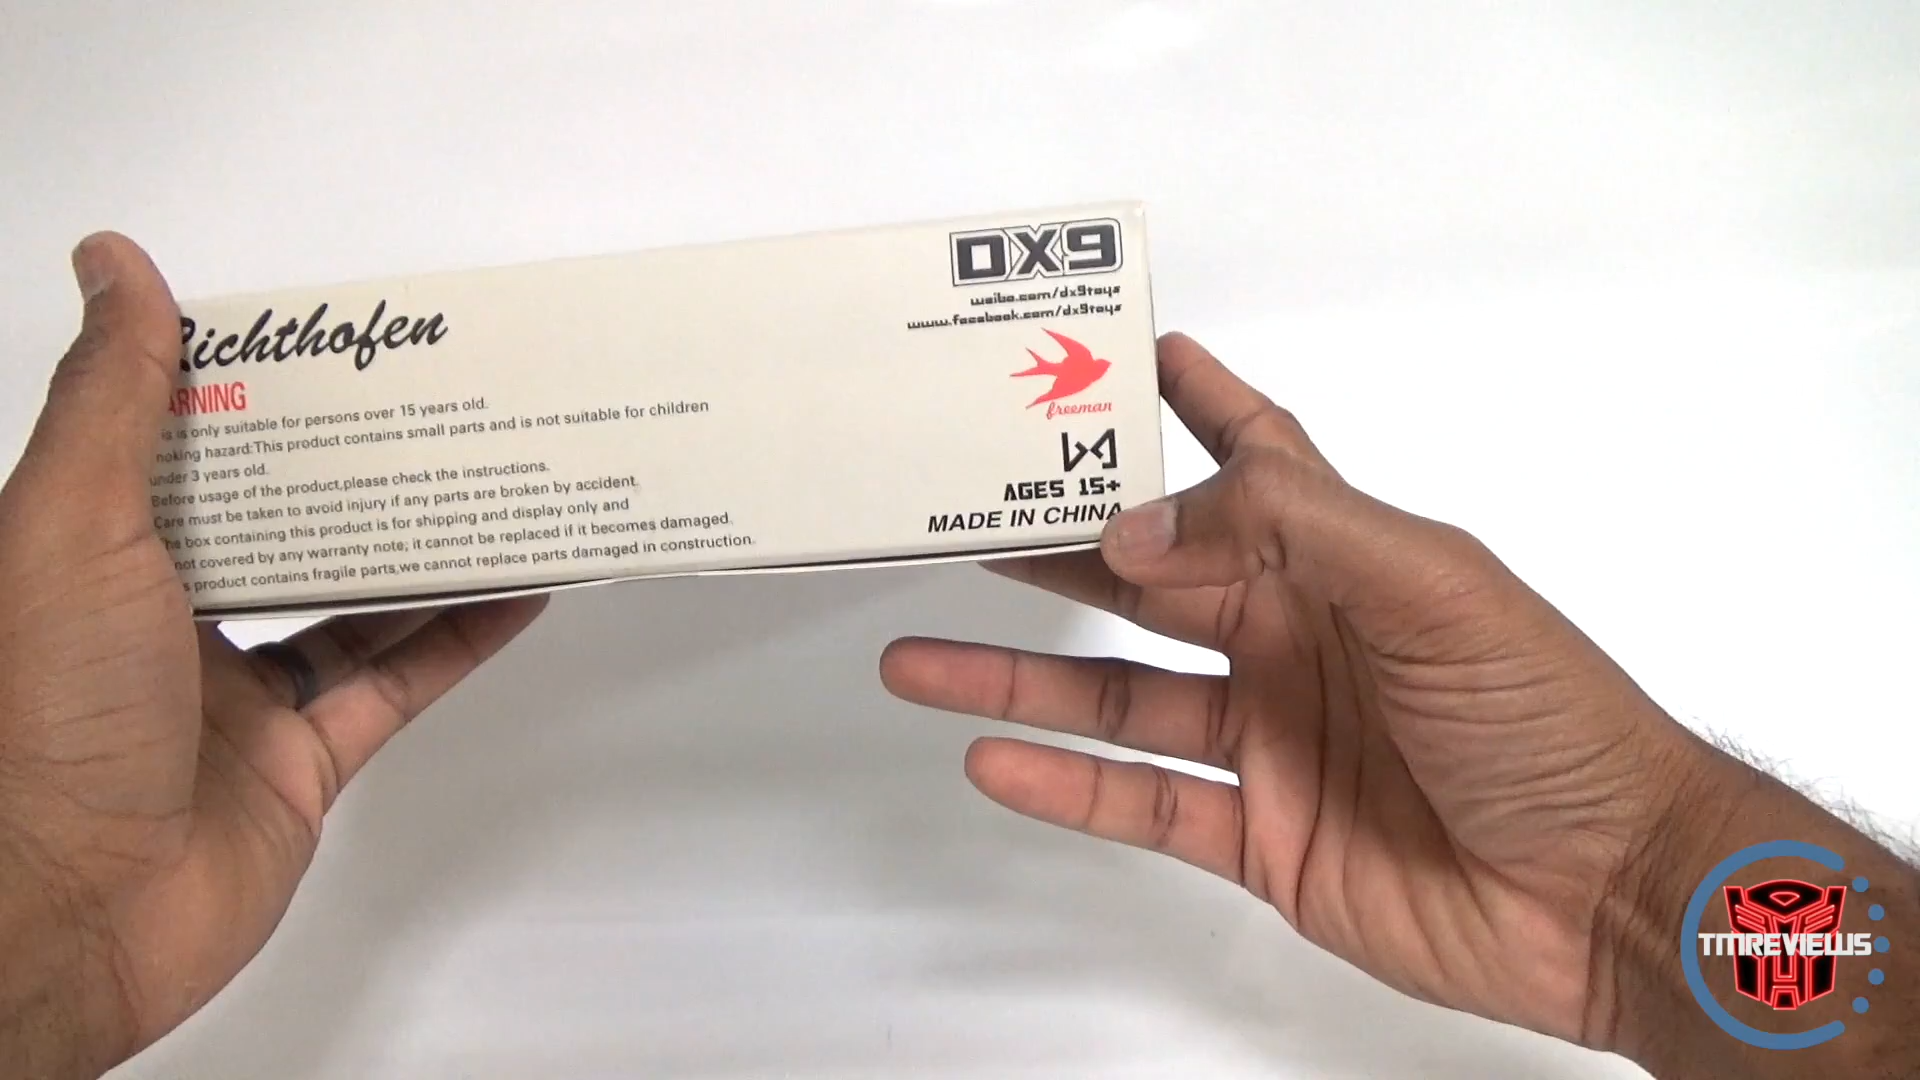 Richthofen
ARNING
is is only suitable for persons over 15 years old.
noking hazard:This product contains small parts and is not suitable for children
under 3 years old.
Before usage of the product,please check the instructions.
Care must be taken to avoid injury if any parts are broken by accident.
he box containing this product is for shipping and display only and
not covered by any warranty note; it cannot be replaced if it becomes damaged.
s product contains fragile parts,we cannot replace parts damaged in construction.
DX9
weibo.com/dx9toys
www.facebook.com/dx9toys
freeman
AGES 15+
MADE IN CHINA
TMREVIEWS